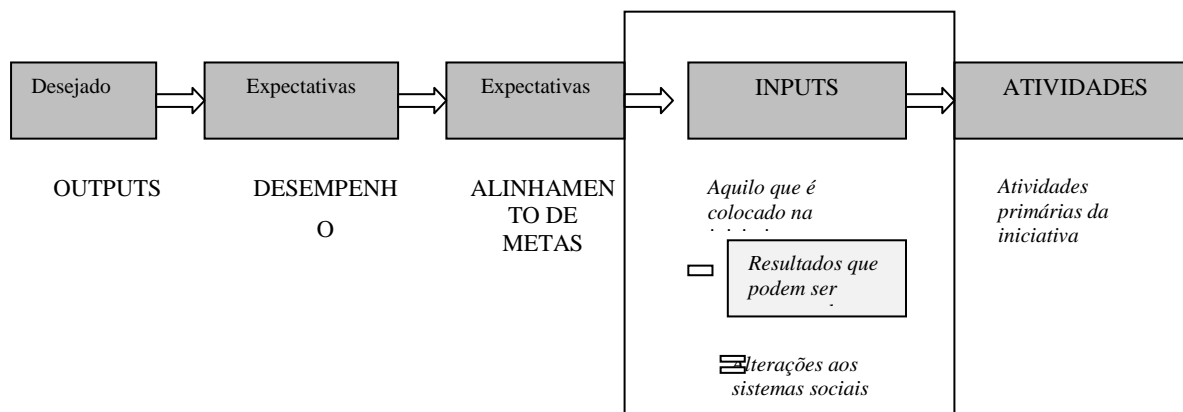 Desejado
Expectativas
Expectativas
INPUTS
ATIVIDADES
OUTPUTS
DESEMPENH
O
ALINHAMEN
TO DE
METAS
Aquilo que é
colocado na
Atividades
primárias da
iniciativa
Resultados que
podem ser
Alterações aos
sistemas sociais